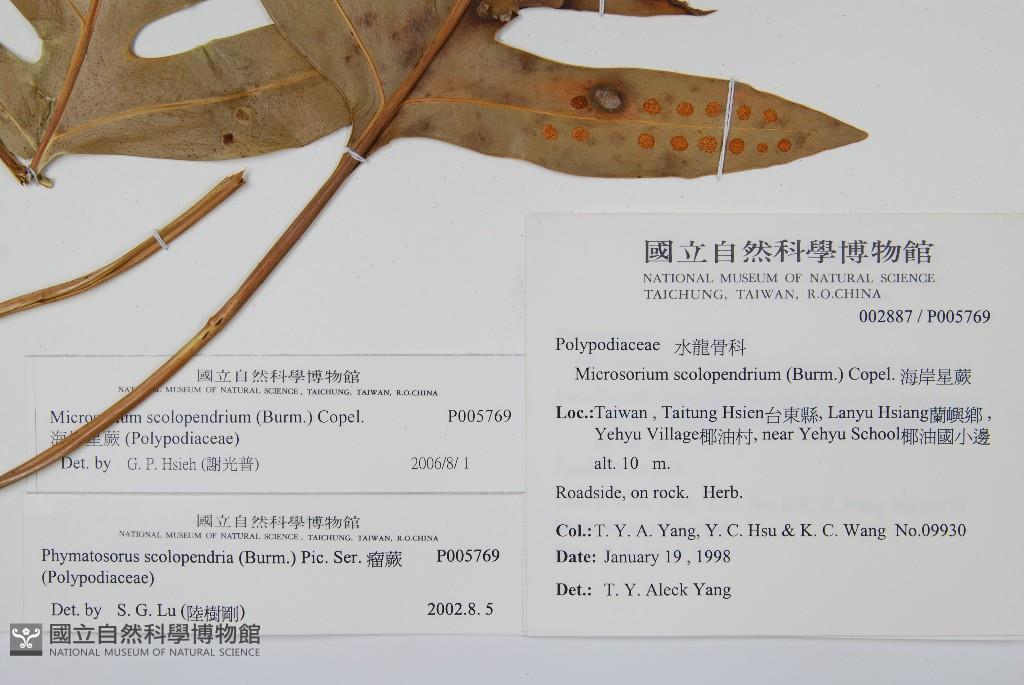 國立自然科學博物館
NATIONAL MUSEUM OF NATURAL SCIENCE
TAICHUNG, TAIWAN, R.O.CHINA
002887 / P005769
Polypodiaceae 水龍骨科
Microsorium scolopendrium (Burm.) Copel. 海岸星蕨
Loc.:Taiwan , Taitung Hsien台東縣, Lanyu Hsiang蘭嶼鄉 ,
Yehyu Village椰油村, near Yehyu School椰油國小邊
alt. 10 m.
Roadside, on rock. Herb.
Col.:T. Y. A. Yang, Y. C. Hsu & K. C. Wang No.09930
Date: January 19 , 1998
Det.: T. Y. Aleck Yang
國立自然科學博物館
MUSEUM OF NATURAL SCIENCE , TAICHUNG, TAIWAN, R.O.CHINA
scolopendrium (Burm.) Copel. P005769
星蕨 (Polypodiaceae)
Det. by G. P. Hsieh (謝光普) 2006/8/ 1
國立自然科學博物館
NATIONAL MUSEUM OF NATURAL SCIENCE , TAICHUNG, TAIWAN, R.O.CHINA
Phymatosorus scolopendria (Burm.) Pic. Ser. 瘤蕨 P005769
(Polypodiaceae)
Det. by S. G. Lu (陸樹剛) 2002.8. 5
國立自然科學博物館
NATIONAL MUSEUM OF NATURAL SCIENCE